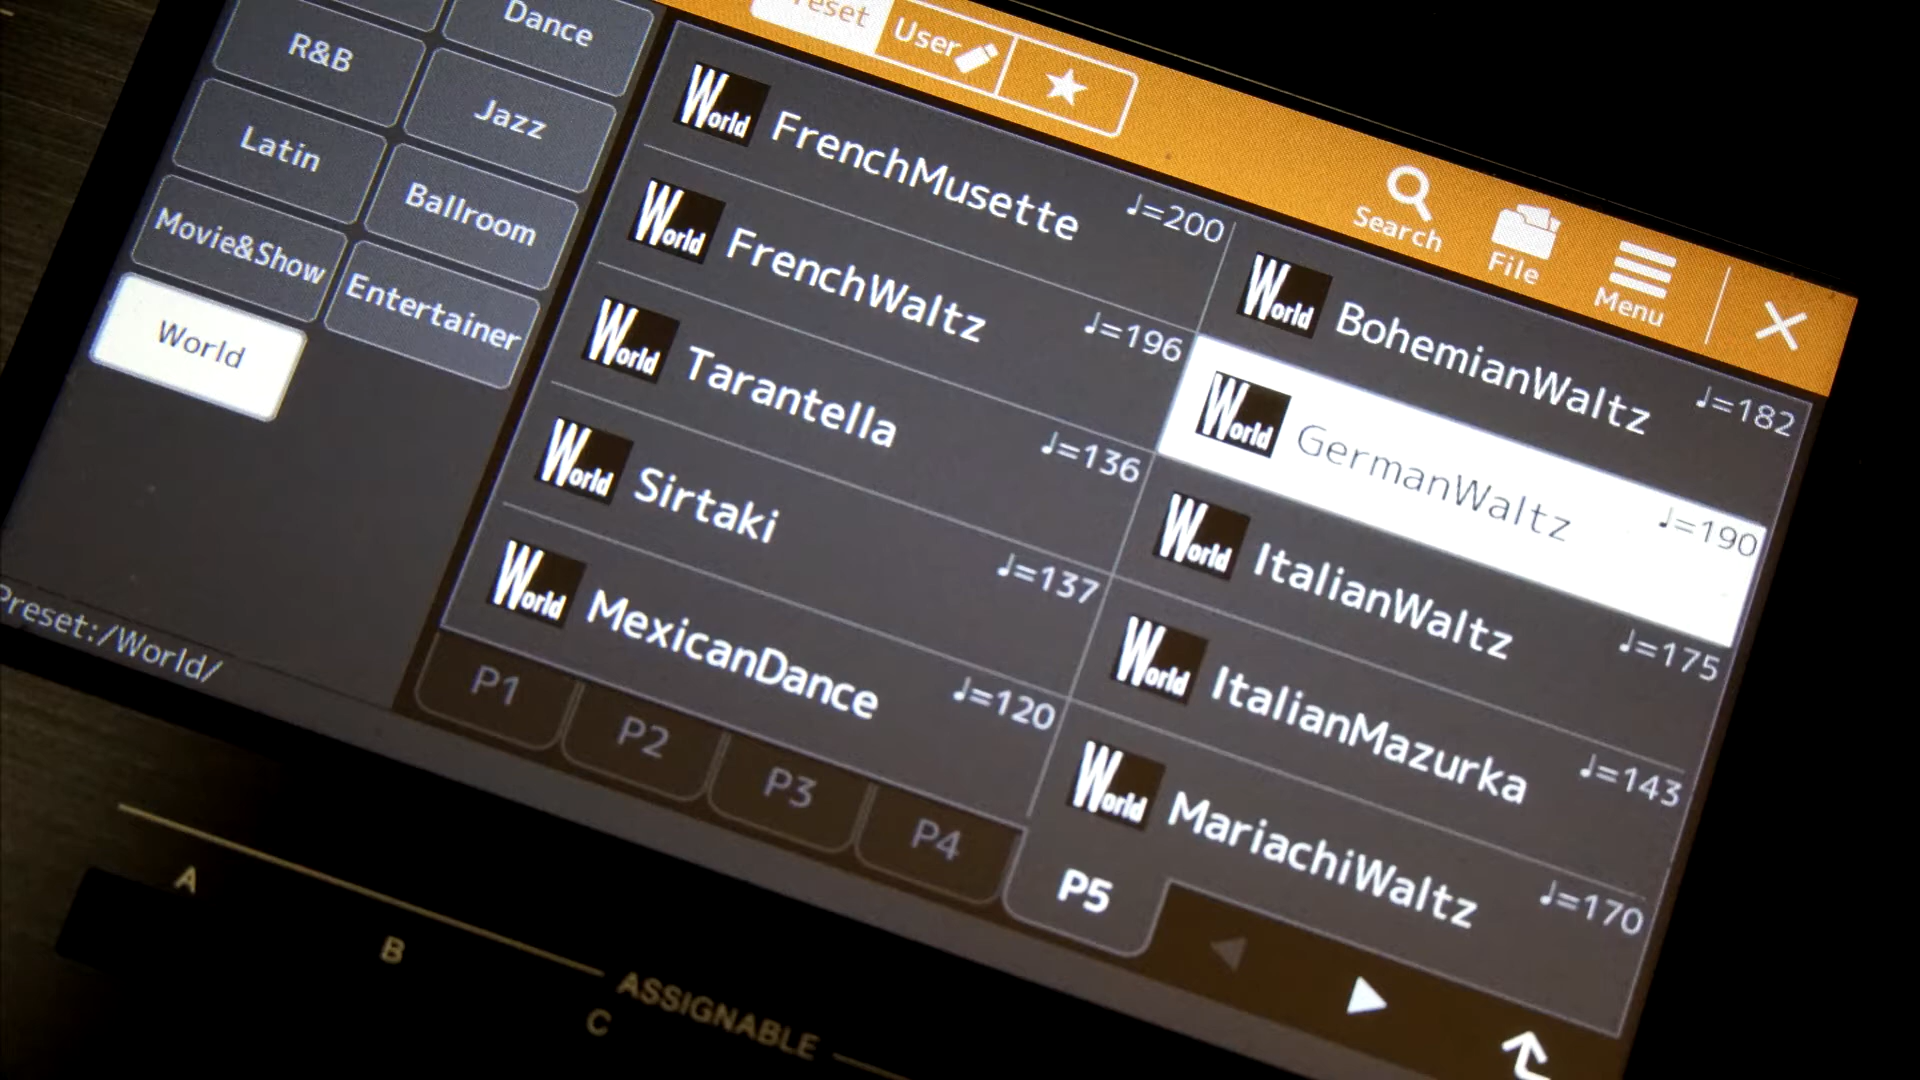 Dance
R&B
Jazz
Latin
Ballroom
Movie&Show
Entertainer
World
Preset:/World/
User
Search
File
Menu
World FrenchMusette ♩=200
World FrenchWaltz ♩=196
World Tarantella ♩=136
World Sirtaki ♩=137
World MexicanDance ♩=120
World BohemianWaltz ♩=182
World GermanWaltz ♩=190
World ItalianWaltz ♩=175
World ItalianMazurka ♩=143
World MariachiWaltz ♩=170
P1
P2
P3
P4
P5
A
B
C
ASSIGNABLE